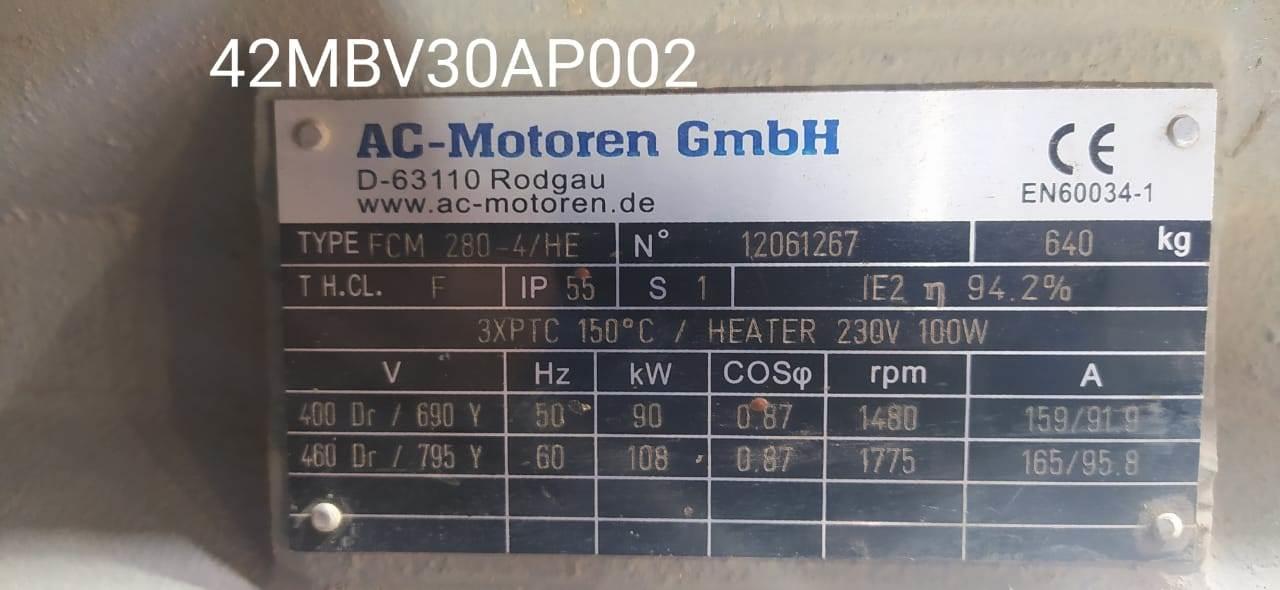 42MBV30AP002
AC-Motoren GmbH
D-63110 Rodgau
www.ac-motoren.de
CE
EN60034-1
TYPE FCM 280-4/HE N° 12061267 640 kg
TH.CL. F IP 55 S 1 IE2 η 94.2%
3XPTC 150°C / HEATER 230V 100W
V Hz kW COSφ rpm A
400 Dr / 690 Y 50 90 0.87 1480 159/91.9
460 Dr / 795 Y 60 108 0.87 1775 165/95.8